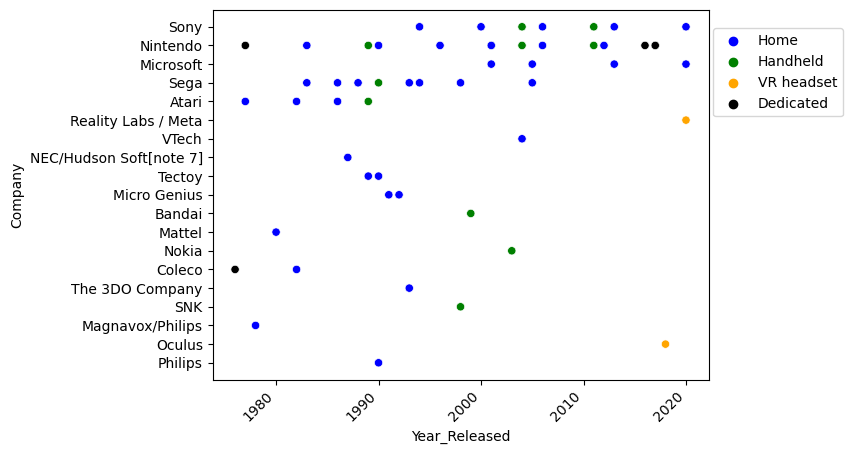 Sony
Nintendo
Microsoft
Sega
Atari
Reality Labs / Meta
VTech
NEC/Hudson Soft[note 7]
Tectoy
Micro Genius
Bandai
Mattel
Nokia
Coleco
The 3DO Company
SNK
Magnavox/Philips
Oculus
Philips
Company
1980
1990
2000
2010
2020
Year_Released
Home
Handheld
VR headset
Dedicated